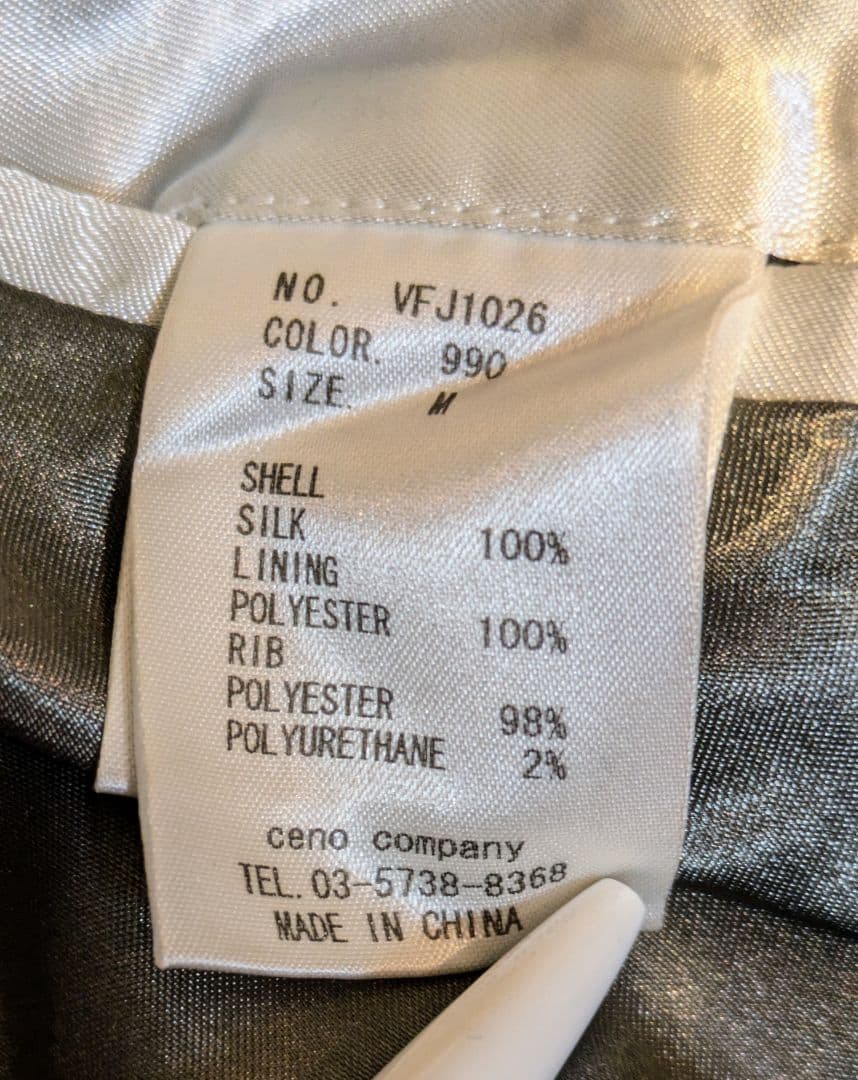 NO. VFJ1026
COLOR. 990
SIZE. M
SHELL
SILK 100%
LINING
POLYESTER 100%
RIB
POLYESTER 98%
POLYURETHANE 2%
ceno company
TEL. 03-5738-8368
MADE IN CHINA